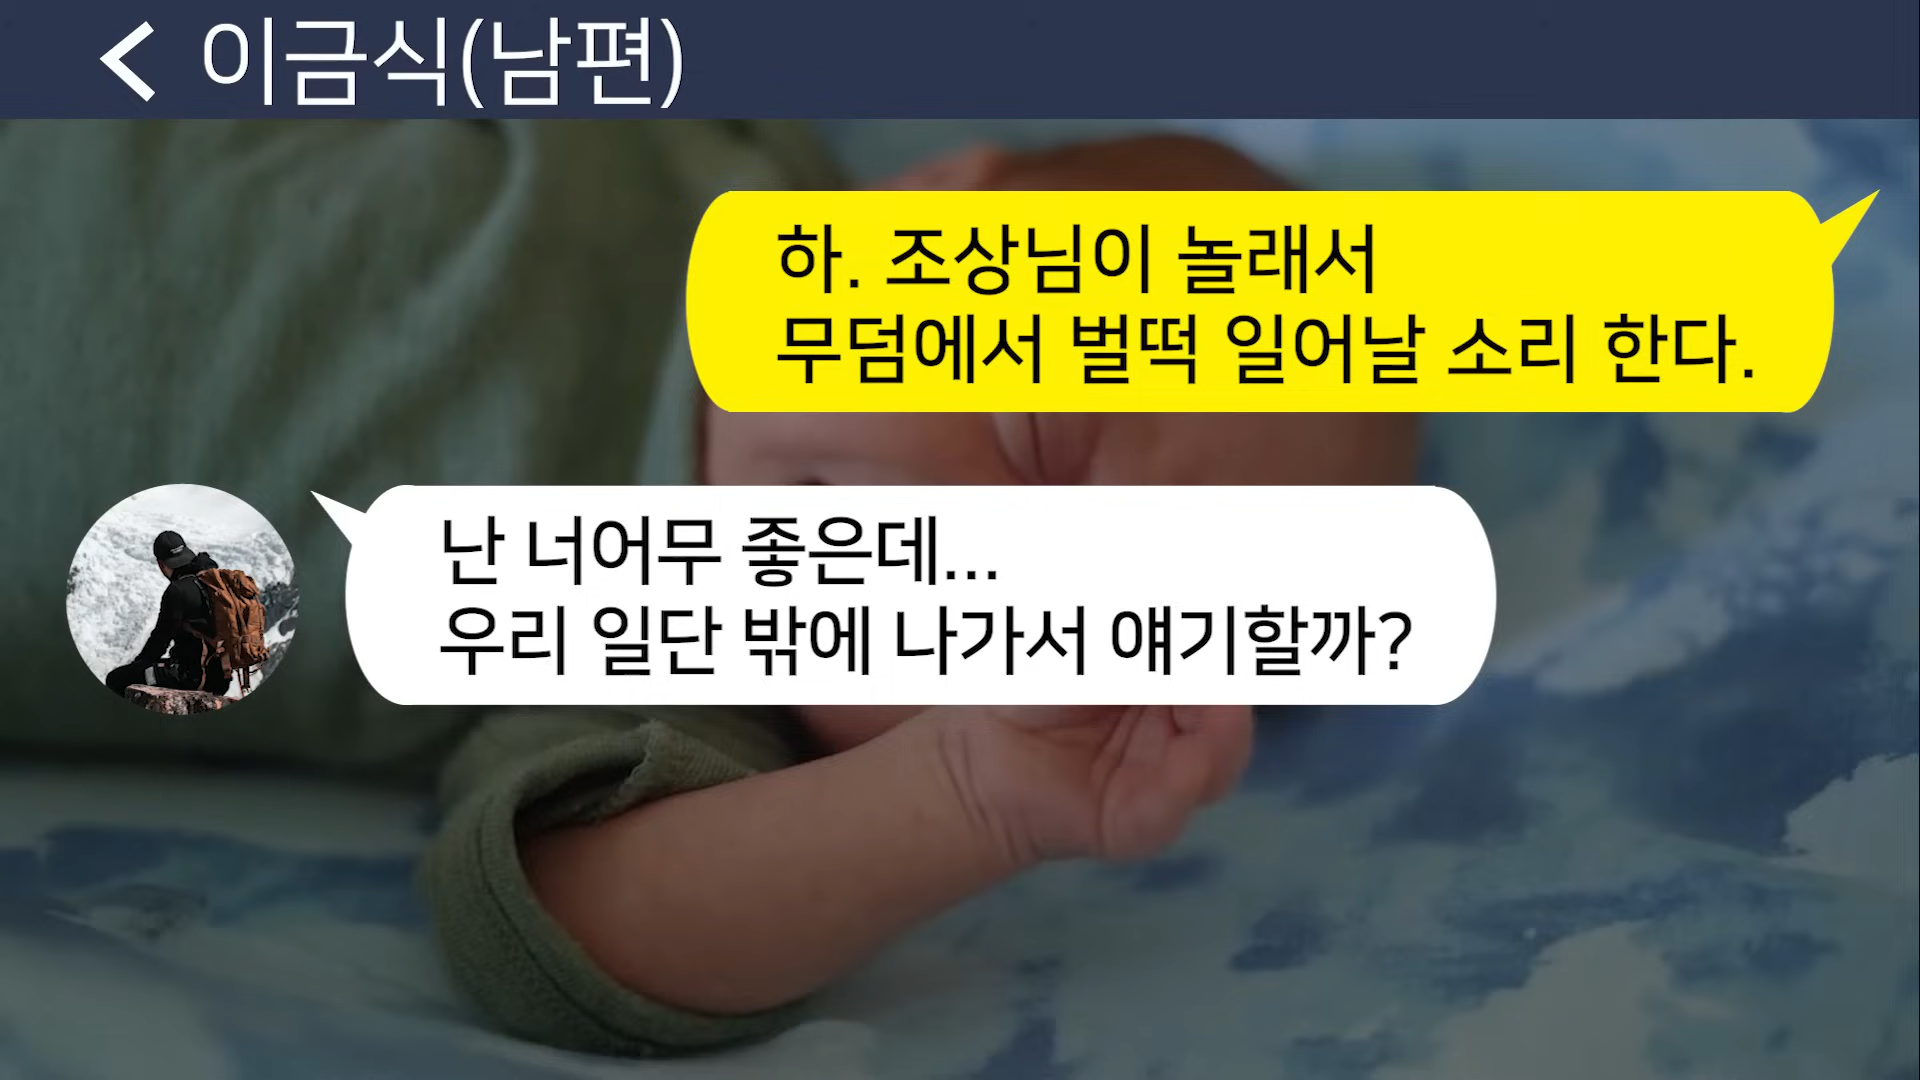 이금식(남편)
하. 조상님이 놀래서
무덤에서 벌떡 일어날 소리 한다.
난 너어무 좋은데...
우리 일단 밖에 나가서 얘기할까?